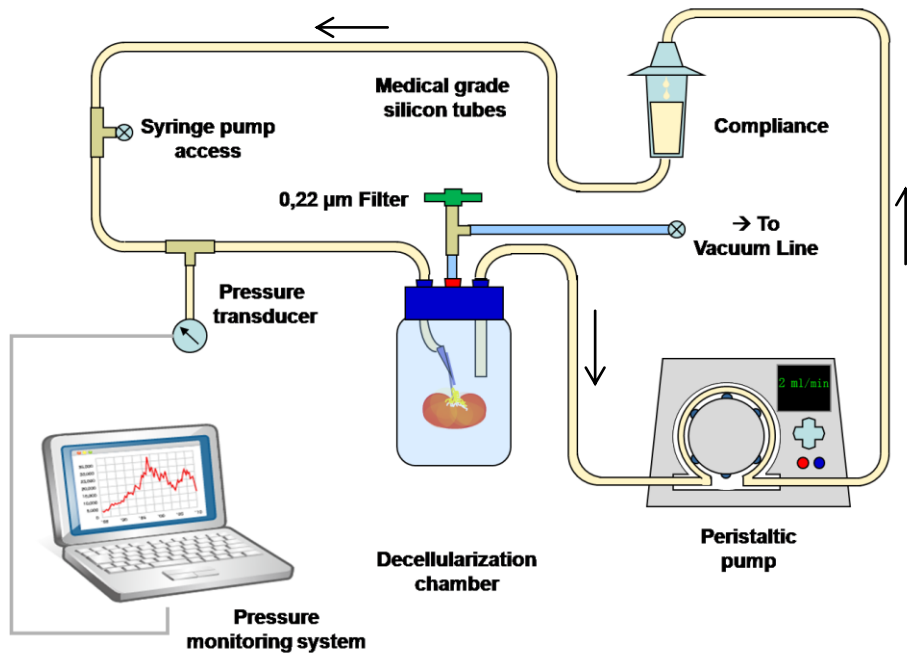 Medical grade
silicon tubes
Compliance
Syringe pump
access
0,22 µm Filter
→ To
Vacuum Line
Pressure
transducer
2 ml/min
Peristaltic
pump
Decellularization
chamber
Pressure
monitoring system